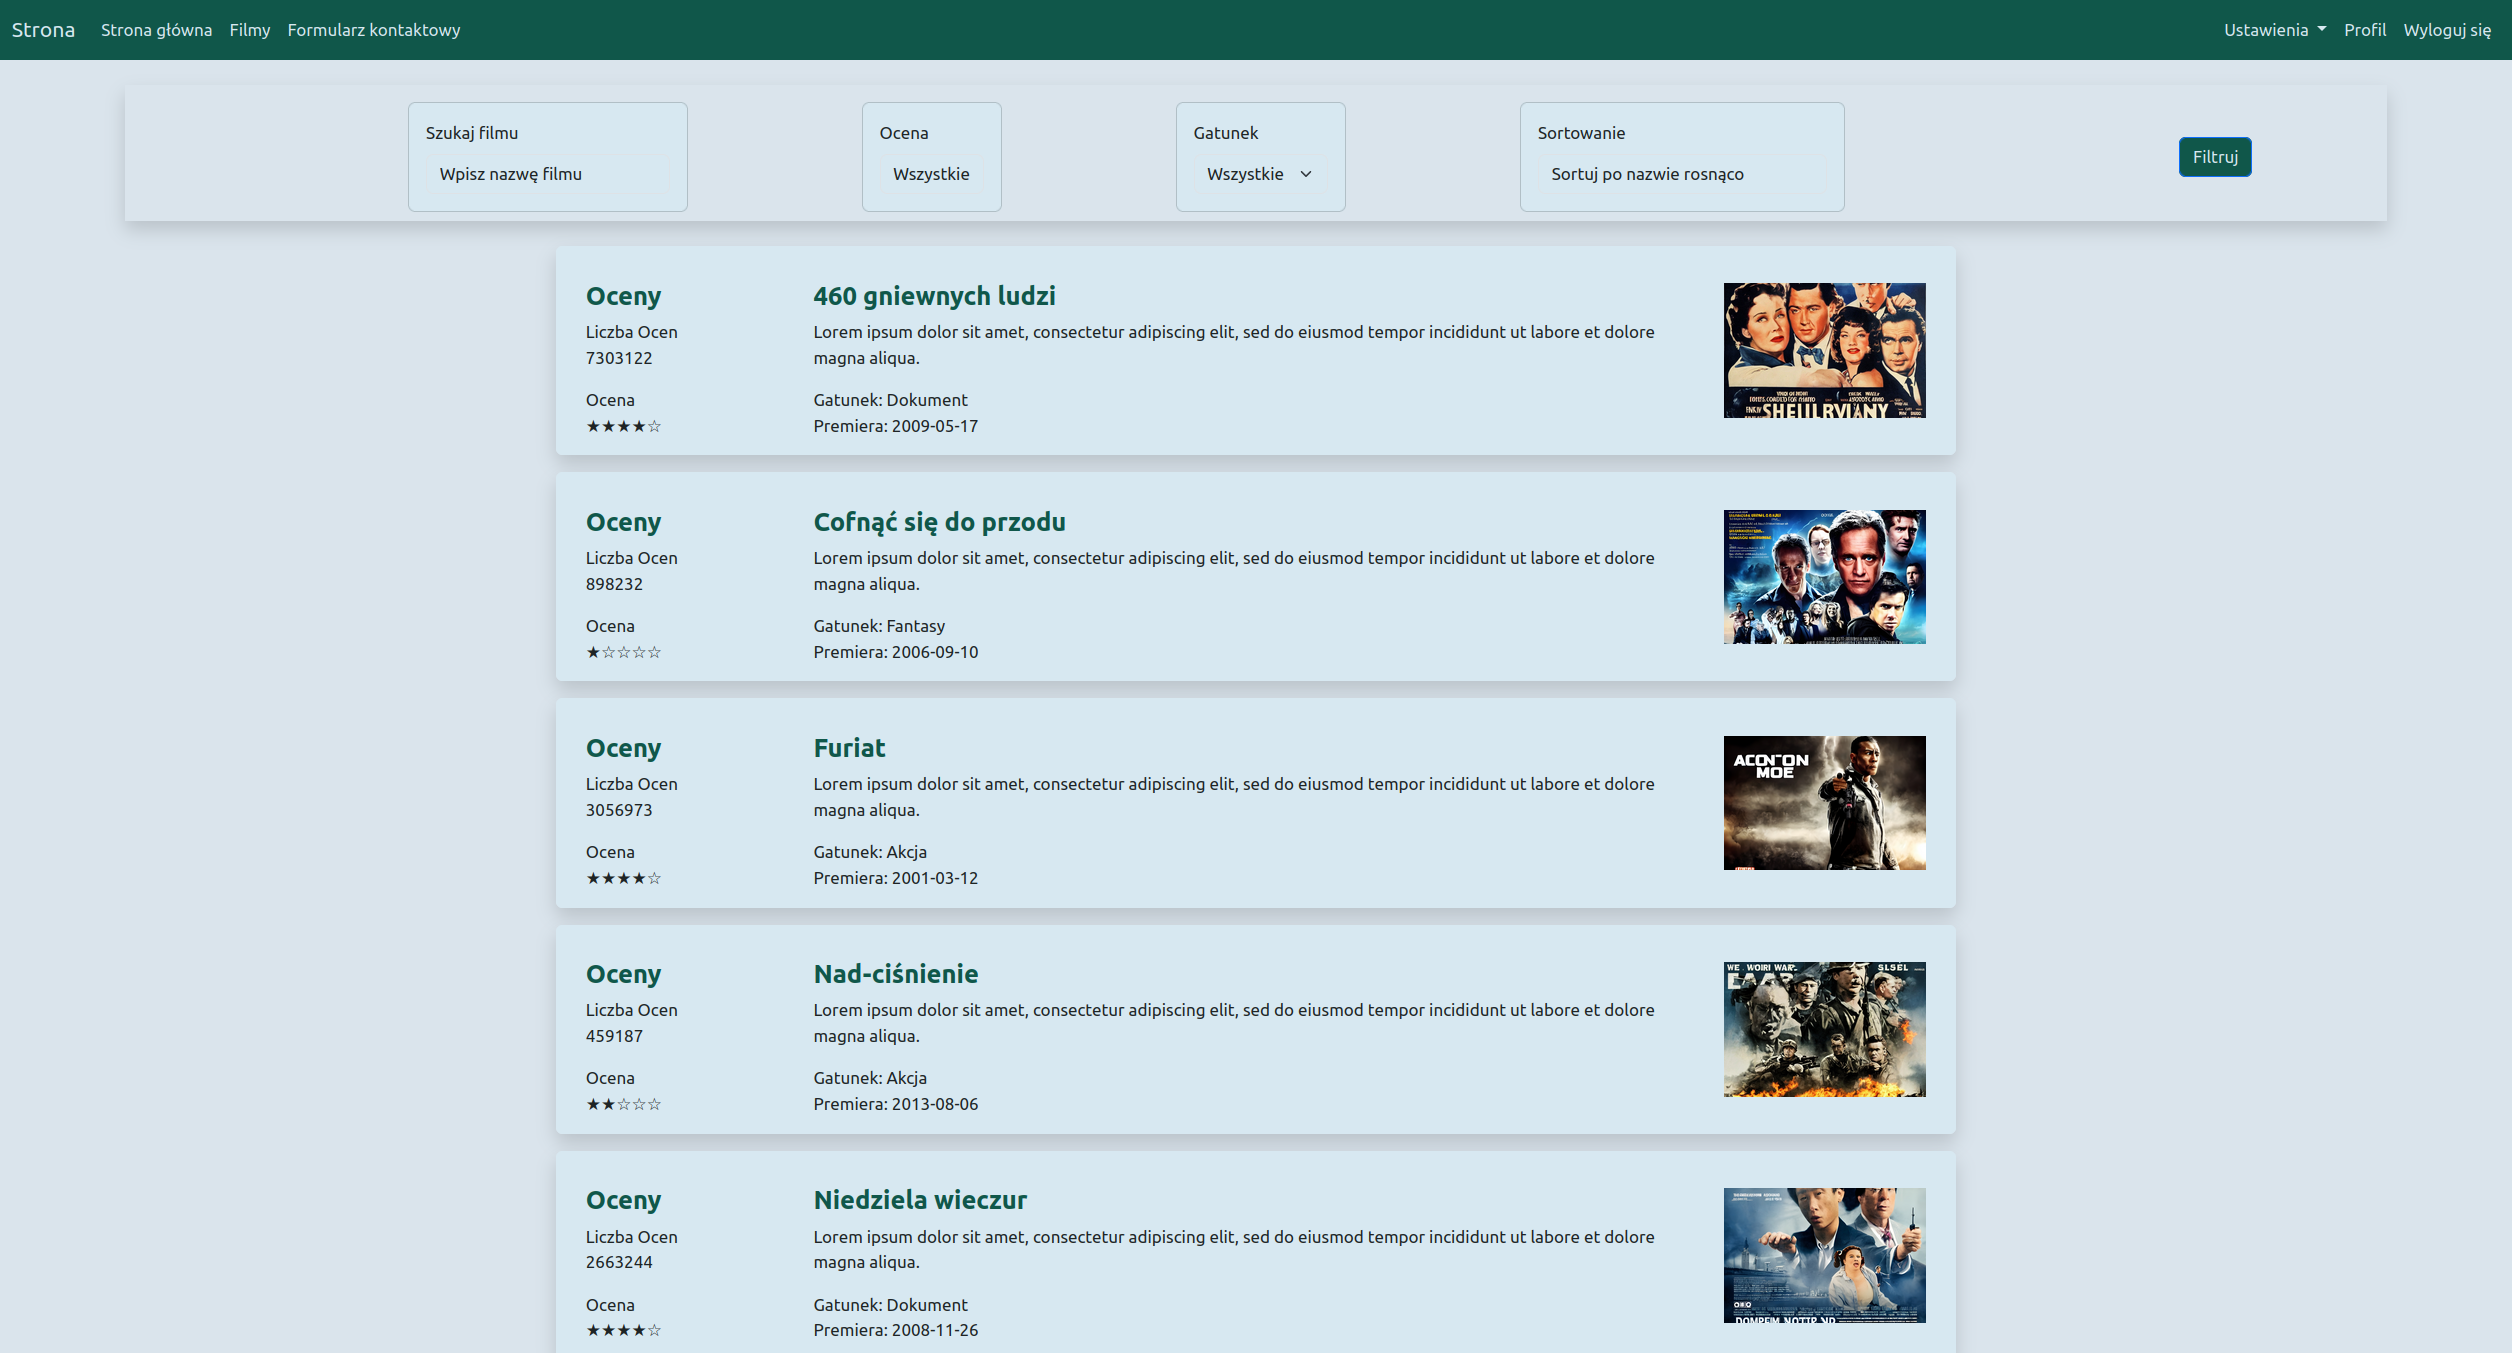 Strona Strona główna Filmy Formularz kontaktowy Ustawienia Profil Wyloguj się
Szukaj filmu
Wpisz nazwę filmu
Ocena
Wszystkie
Gatunek
Wszystkie
Sortowanie
Sortuj po nazwie rosnąco
Filtruj
Oceny
Liczba Ocen
7303122
Ocena
★★★★☆
460 gniewnych ludzi
Lorem ipsum dolor sit amet, consectetur adipiscing elit, sed do eiusmod tempor incididunt ut labore et dolore
magna aliqua.
Gatunek: Dokument
Premiera: 2009-05-17
Oceny
Liczba Ocen
898232
Ocena
★☆☆☆☆
Cofnąć się do przodu
Lorem ipsum dolor sit amet, consectetur adipiscing elit, sed do eiusmod tempor incididunt ut labore et dolore
magna aliqua.
Gatunek: Fantasy
Premiera: 2006-09-10
Oceny
Liczba Ocen
3056973
Ocena
★★★★☆
Furiat
Lorem ipsum dolor sit amet, consectetur adipiscing elit, sed do eiusmod tempor incididunt ut labore et dolore
magna aliqua.
Gatunek: Akcja
Premiera: 2001-03-12
MOE
Oceny
Liczba Ocen
459187
Ocena
★★☆☆☆
Nad-ciśnienie
Lorem ipsum dolor sit amet, consectetur adipiscing elit, sed do eiusmod tempor incididunt ut labore et dolore
magna aliqua.
Gatunek: Akcja
Premiera: 2013-08-06
Oceny
Liczba Ocen
2663244
Ocena
★★★★☆
Niedziela wieczur
Lorem ipsum dolor sit amet, consectetur adipiscing elit, sed do eiusmod tempor incididunt ut labore et dolore
magna aliqua.
Gatunek: Dokument
Premiera: 2008-11-26